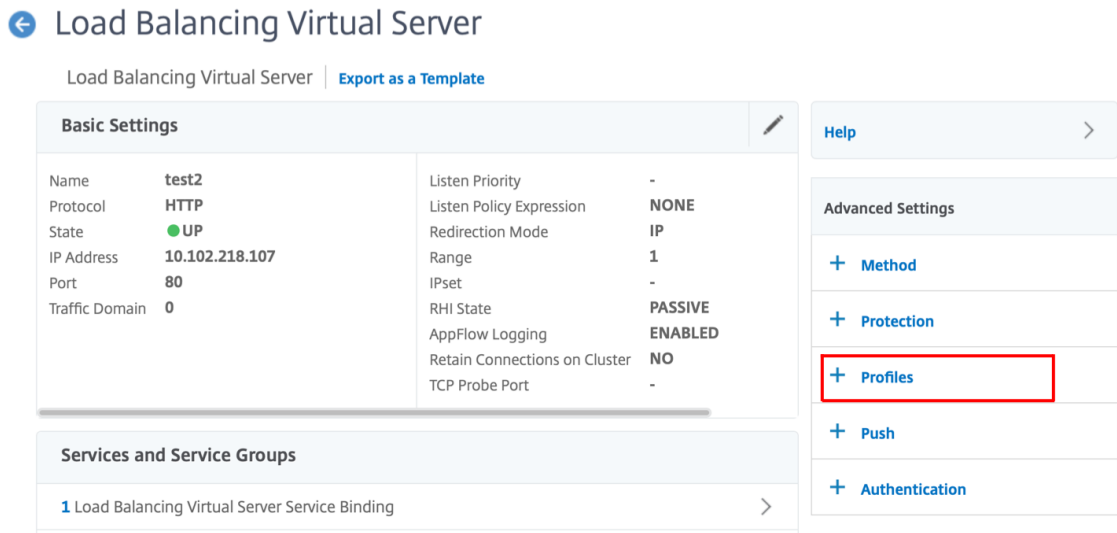 Load Balancing Virtual Server
Load Balancing Virtual Server Export as a Template
Basic Settings
Name test2
Protocol HTTP
State UP
IP Address 10.102.218.107
Port 80
Traffic Domain 0
Listen Priority -
Listen Policy Expression NONE
Redirection Mode IP
Range 1
IPset -
RHI State PASSIVE
AppFlow Logging ENABLED
Retain Connections on Cluster NO
TCP Probe Port -
Services and Service Groups
1 Load Balancing Virtual Server Service Binding
Help
Advanced Settings
+ Method
+ Protection
+ Profiles
+ Push
+ Authentication